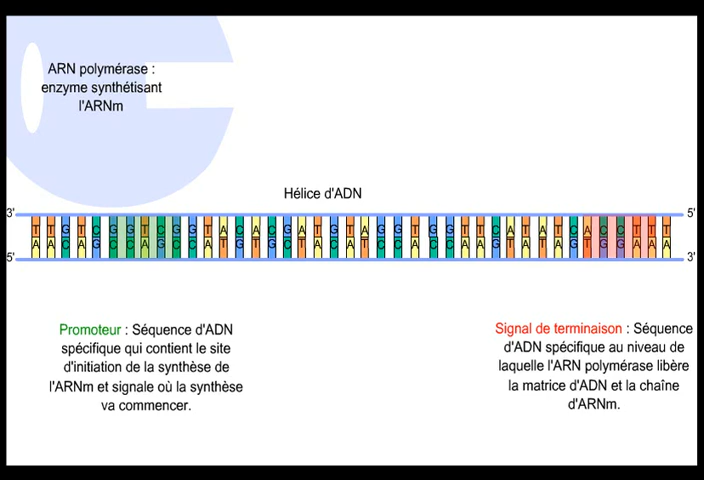 ARN polymérase :
enzyme synthétisant
l'ARNm
Hélice d'ADN
3' TTGTCGGTCGGTACACGATGTAGGTGGTTCATATCACCTTT 5'
5' AACAGCCAGCCATGTGCTACATCCACCAAGTATAGTGGAAA 3'
Promoteur : Séquence d'ADN
spécifique qui contient le site
d'initiation de la synthèse de
l'ARNm et signale où la synthèse
va commencer.
Signal de terminaison : Séquence
d'ADN spécifique au niveau de
laquelle l'ARN polymérase libère
la matrice d'ADN et la chaîne
d'ARNm.